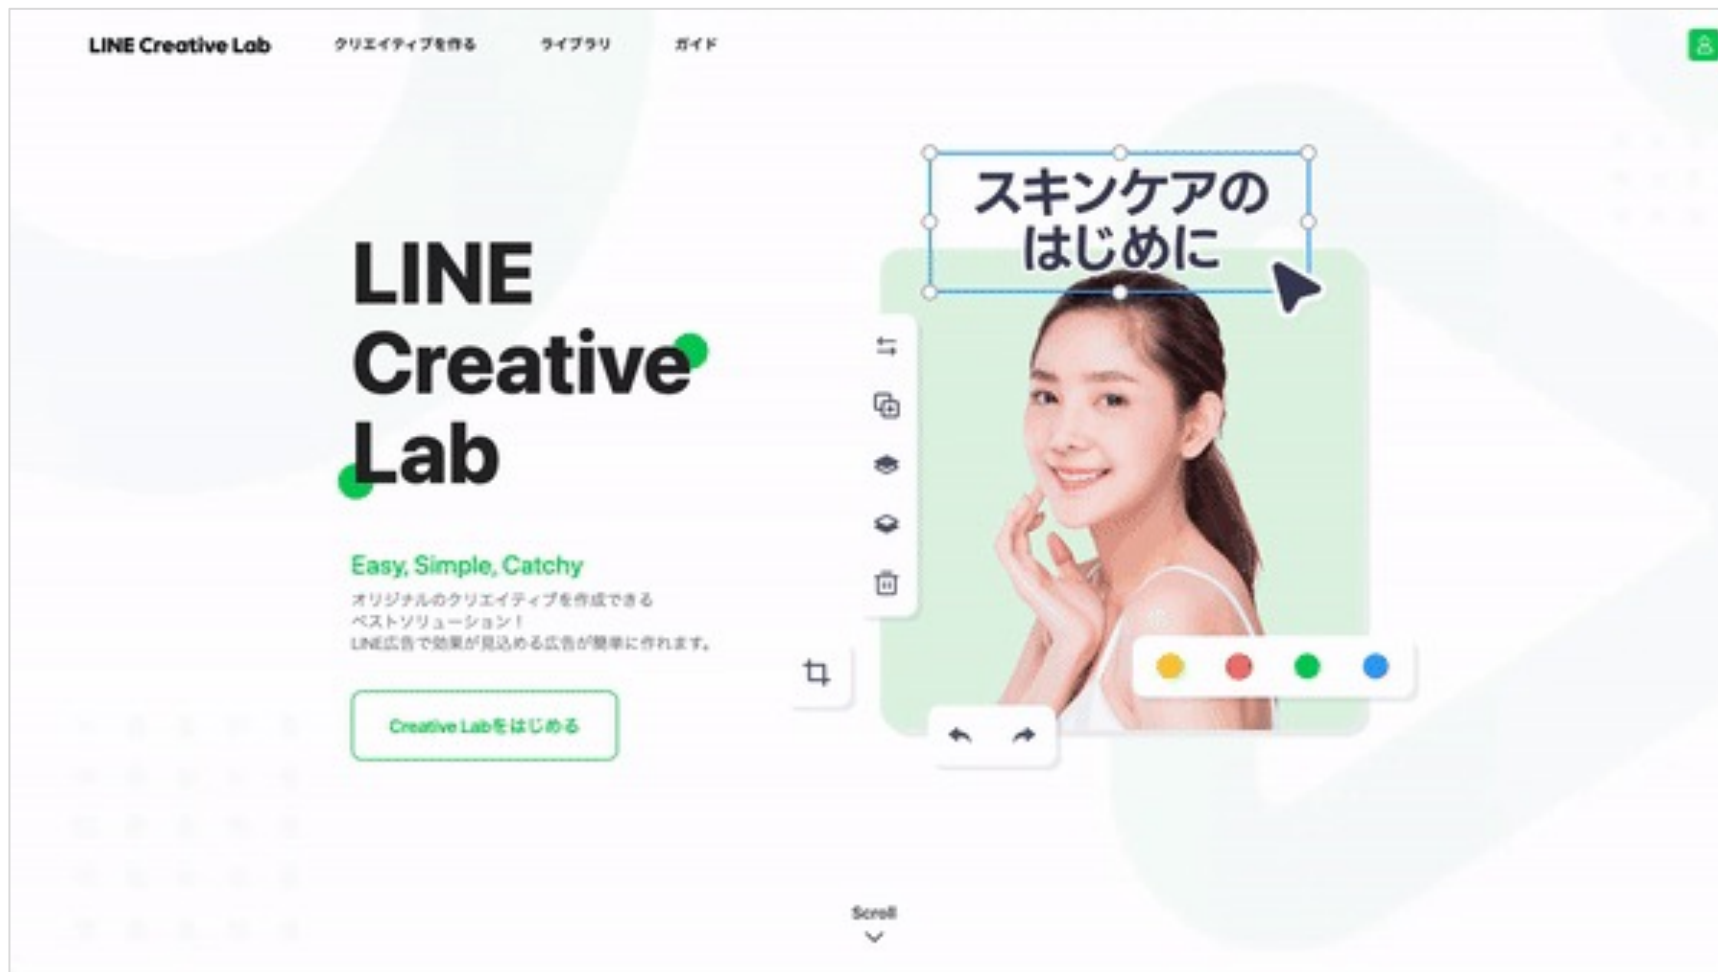 LINE Creative Lab
クリエイティブを作る
ライブラリ
ガイド
スキンケアの
はじめに
LINE
Creative
Lab
Easy, Simple, Catchy
オリジナルのクリエイティブを作成できる
ベストソリューション！
LINE広告で効果が見込める広告が簡単に作れます。
Creative Labをはじめる
Scroll